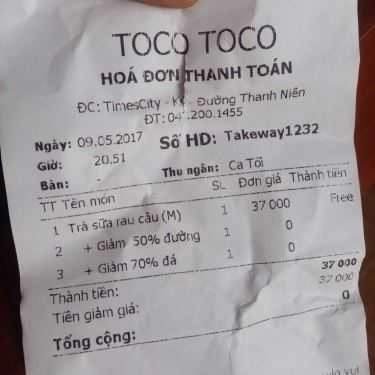 TOCO TOCO
HOÁ ĐƠN THANH TOÁN
ĐC: TimesCity - - Đường Thanh Niên
ĐT: .200.1455
Ngày: 09.05.2017 Số HD: Takeway1232
Giờ: 20.51
Bàn: - Thu ngân: Ca Tối
TT Tên món SL Đơn giá Thành tiền
1 Trà sữa rau câu (M) 1 37 000 Free
2 + Giảm 50% đường 1 0
3 + Giảm 70% đá 1 0
Thành tiền: 37 000
Tiền giảm giá: 37 000
Tổng cộng: 0